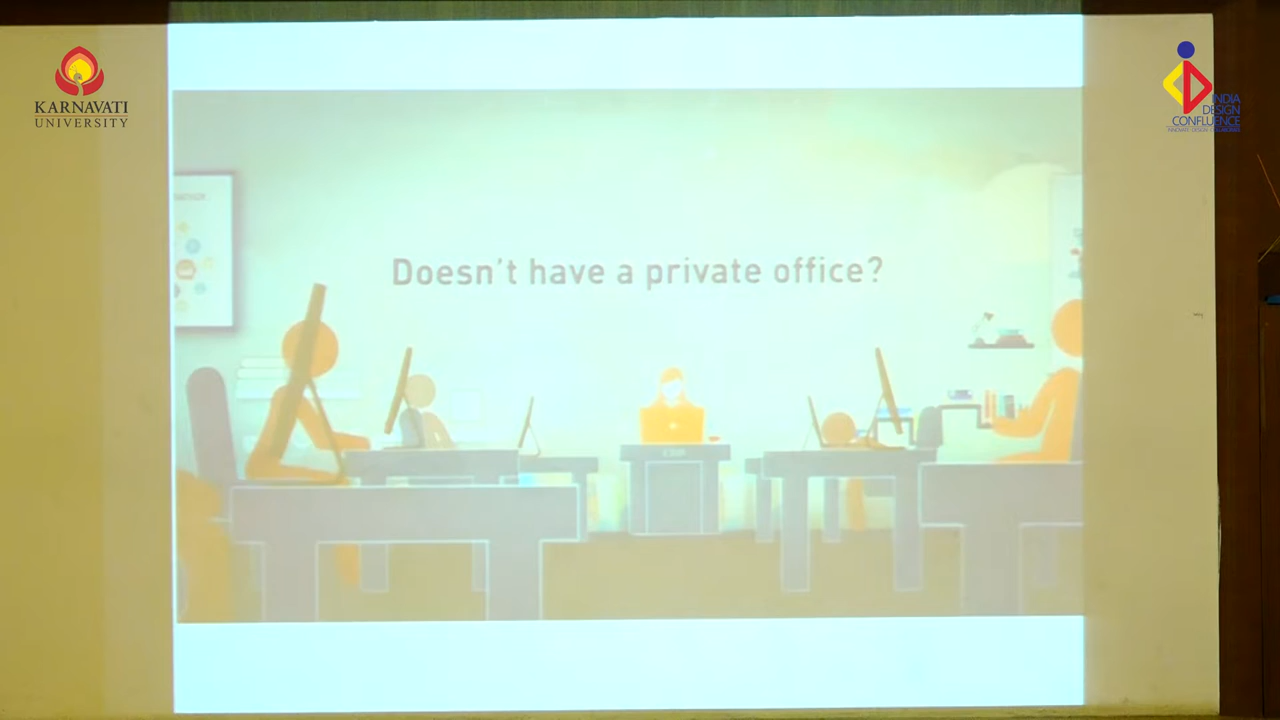 KARNAVATI
UNIVERSITY
INDIA
DESIGN
CONFLUENCE
Doesn't have a private office?